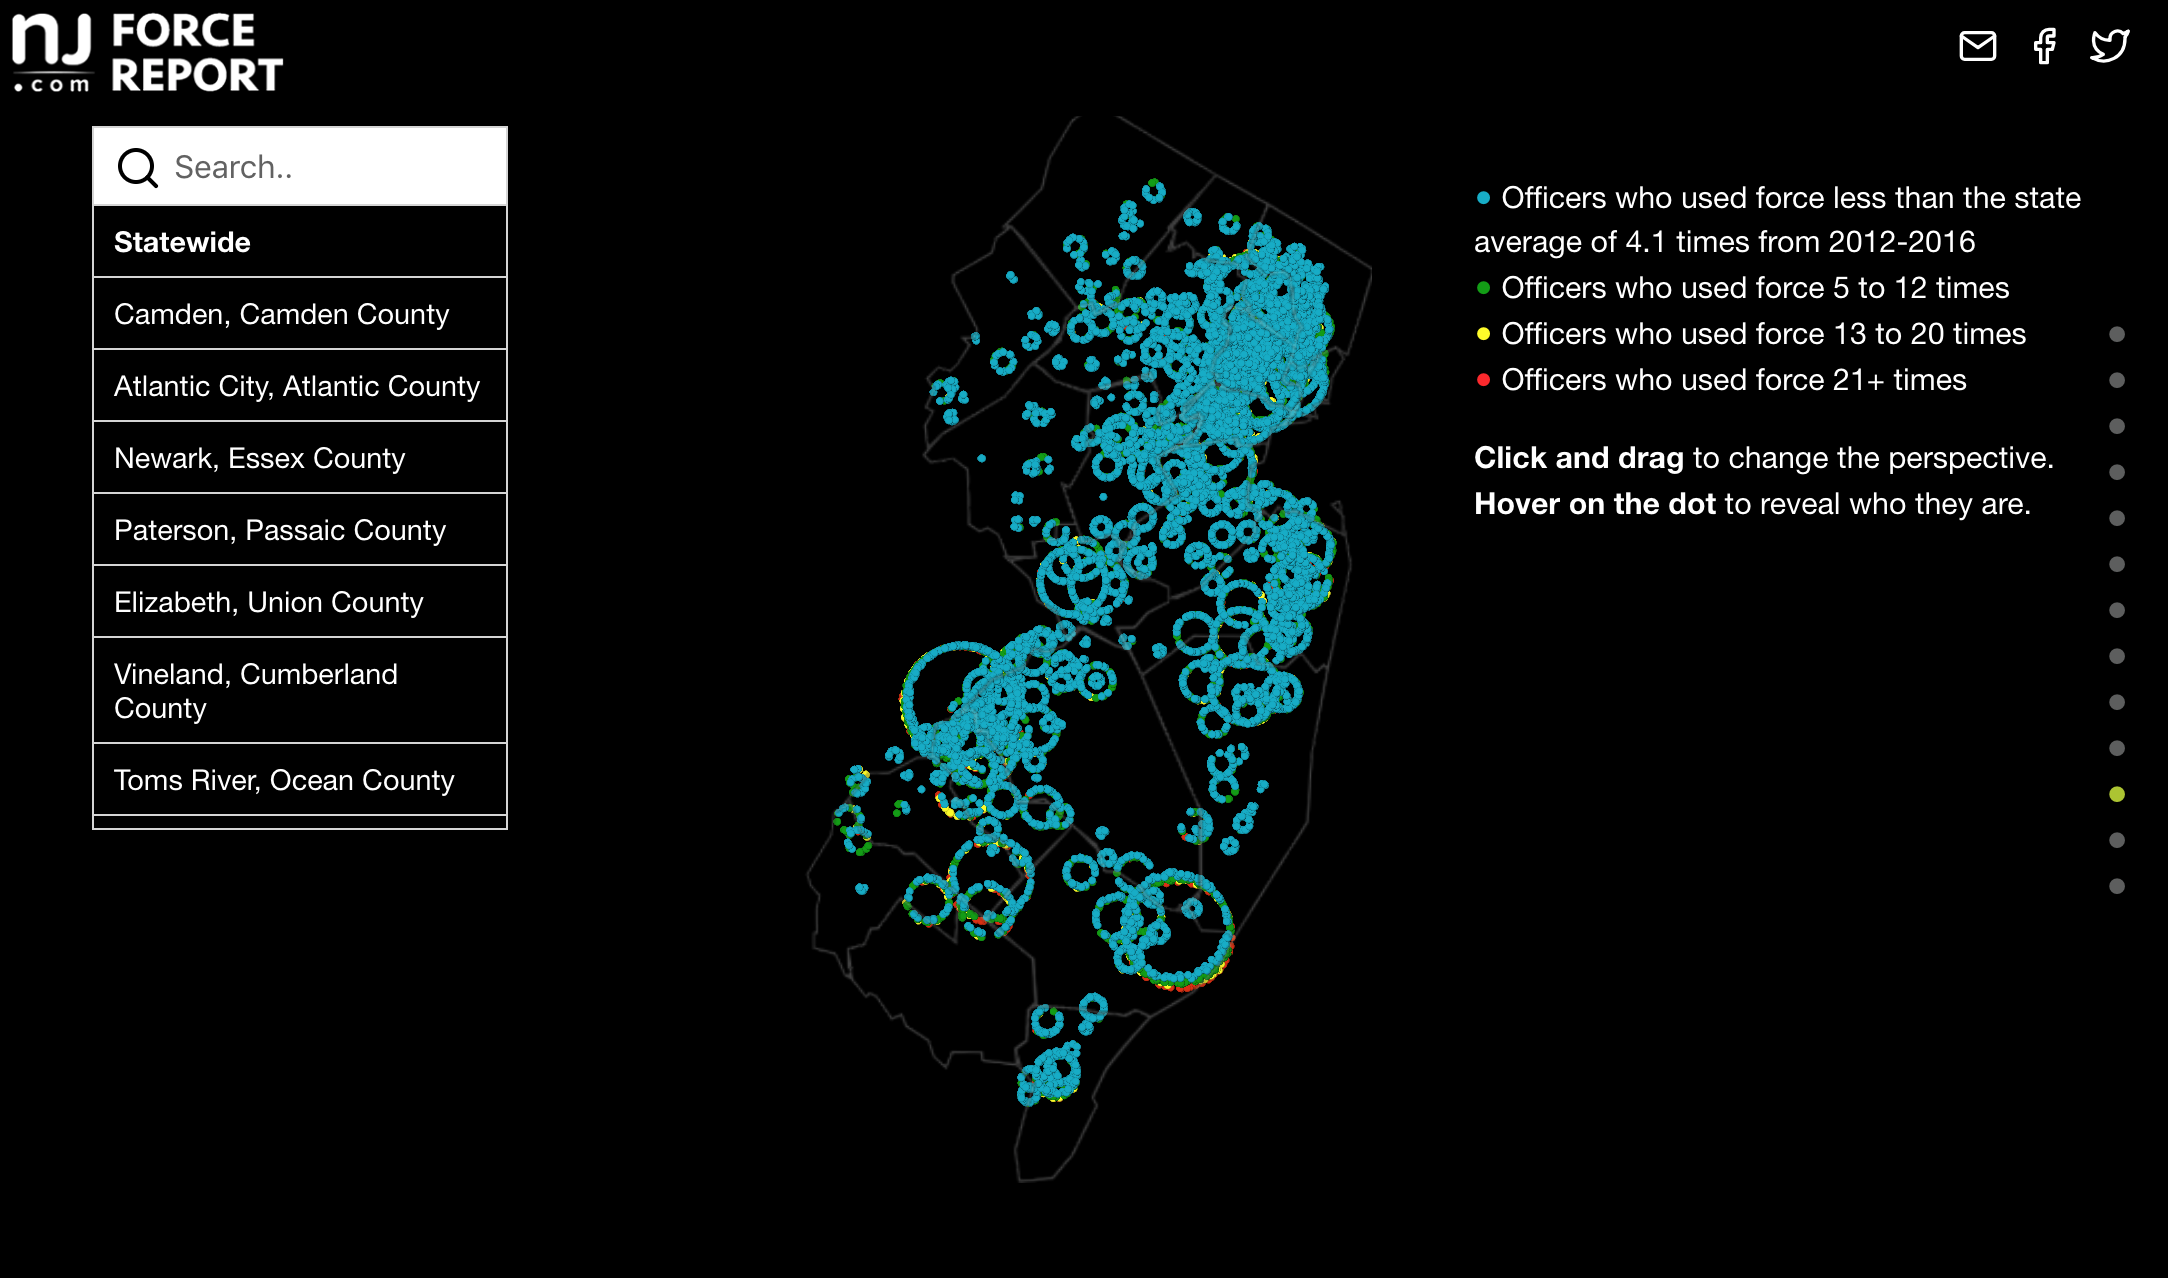 nj
.com
FORCE
REPORT
Search..
Statewide
Camden, Camden County
Atlantic City, Atlantic County
Newark, Essex County
Paterson, Passaic County
Elizabeth, Union County
Vineland, Cumberland
County
Toms River, Ocean County
Officers who used force less than the state
average of 4.1 times from 2012-2016
Officers who used force 5 to 12 times
Officers who used force 13 to 20 times
Officers who used force 21+ times
Click and drag to change the perspective.
Hover on the dot to reveal who they are.